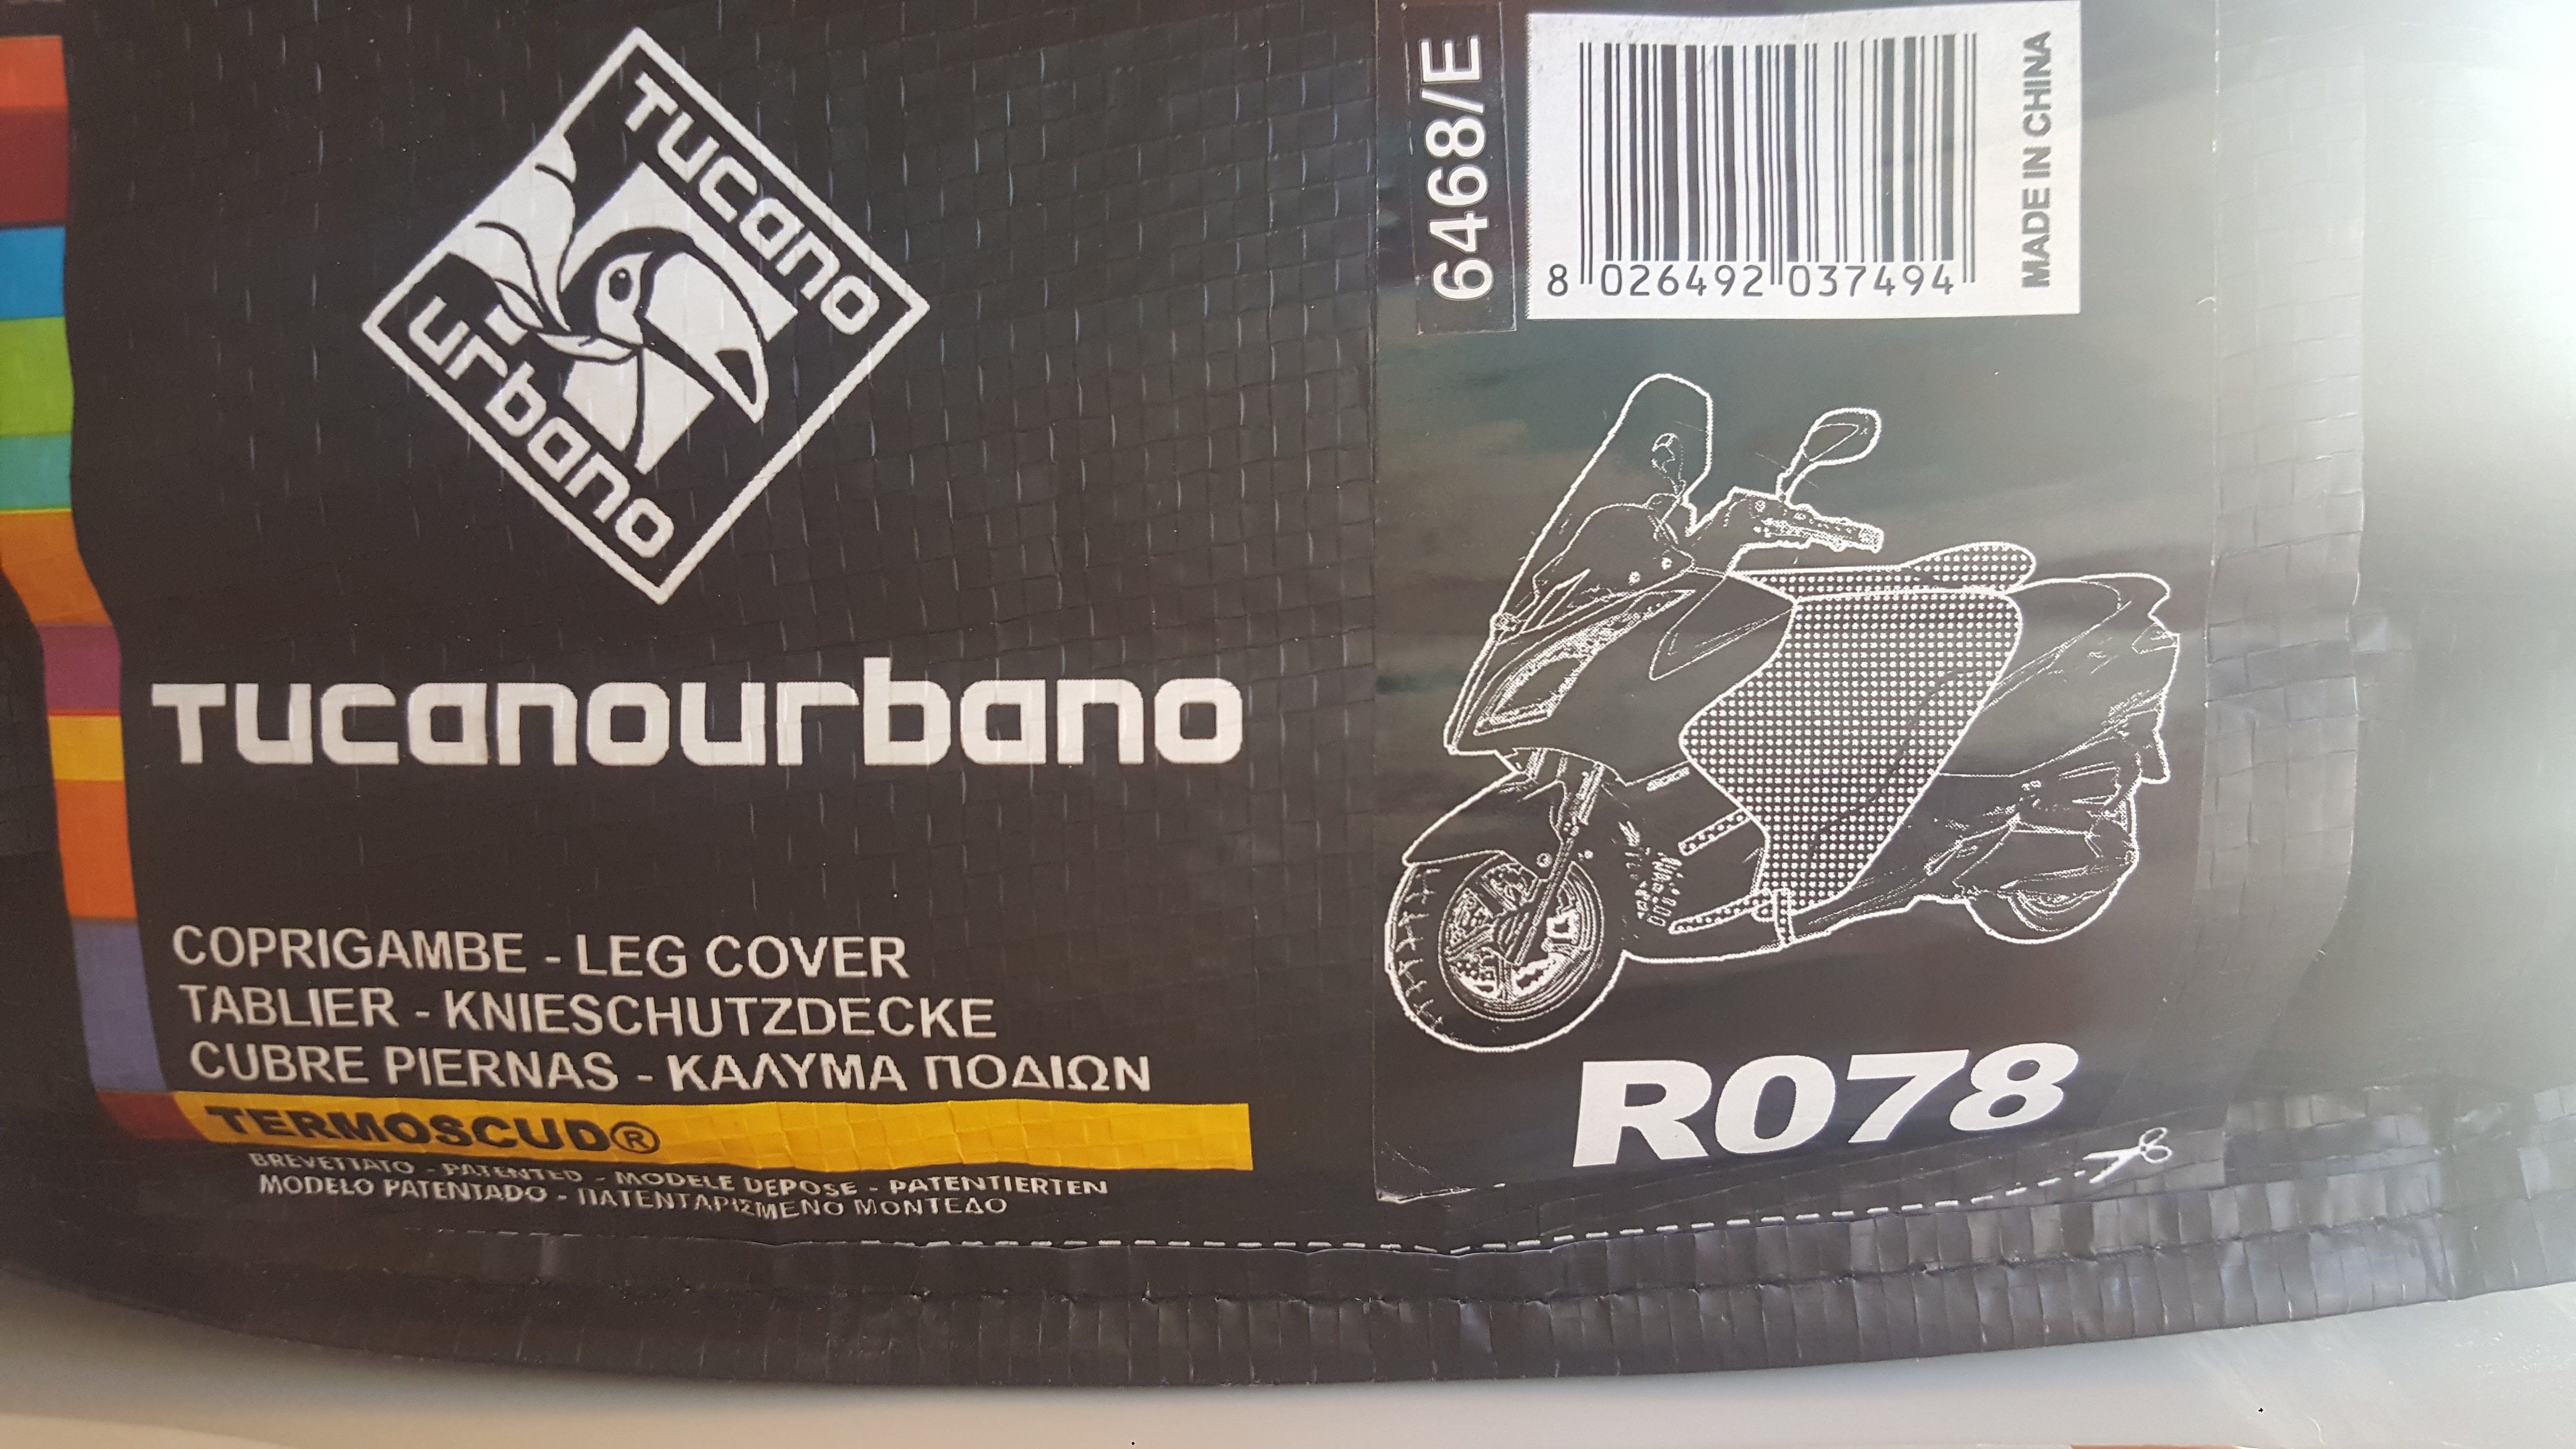 Tucano
urbano
Tucanourbano
COPRIGAMBE - LEG COVER
TABLIER - KNIESCHUTZDECKE
CUBRE PIERNAS - ΚΑΛΥΜΑ ΠΟΔΙΩΝ
TERMOSCUD®
BREVETTATO - PATENTED - MODELE DEPOSE - PATENTIERTEN
MODELO PATENTADO - ΠΑΤΕΝΤΑΡΙΣΜΕΝΟ ΜΟΝΤΕΔΟ
6468/E
8 026492 037494
MADE IN CHINA
R078